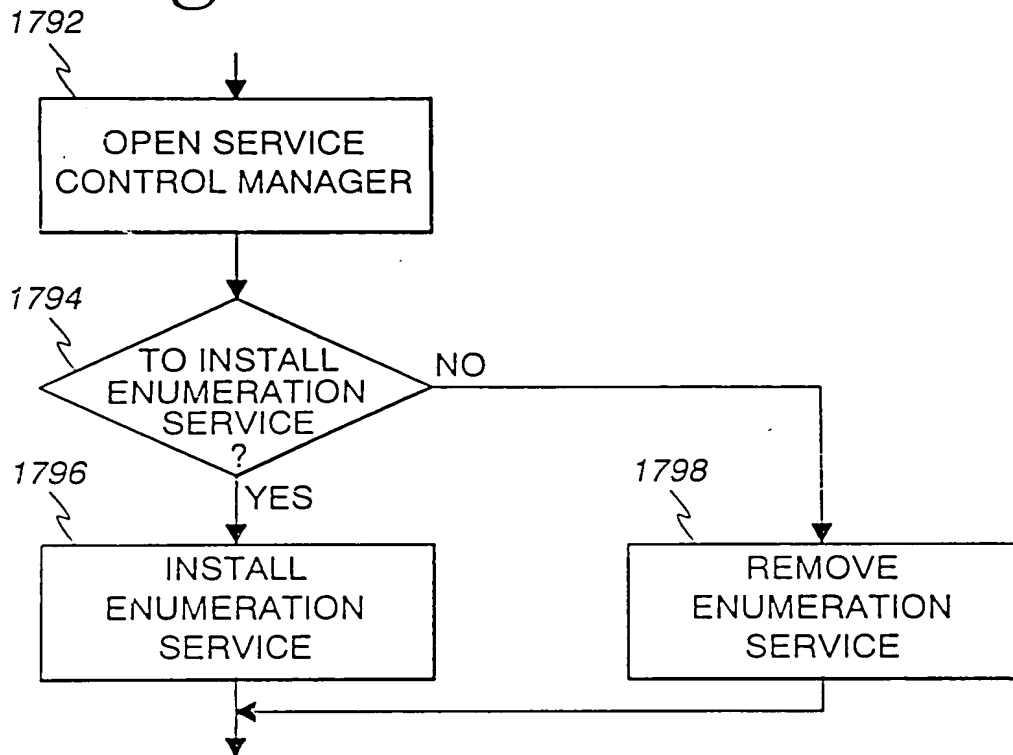 1792
OPEN SERVICE
CONTROL MANAGER
1794
TO INSTALL
ENUMERATION
SERVICE
?
NO
YES
1796
INSTALL
ENUMERATION
SERVICE
1798
REMOVE
ENUMERATION
SERVICE